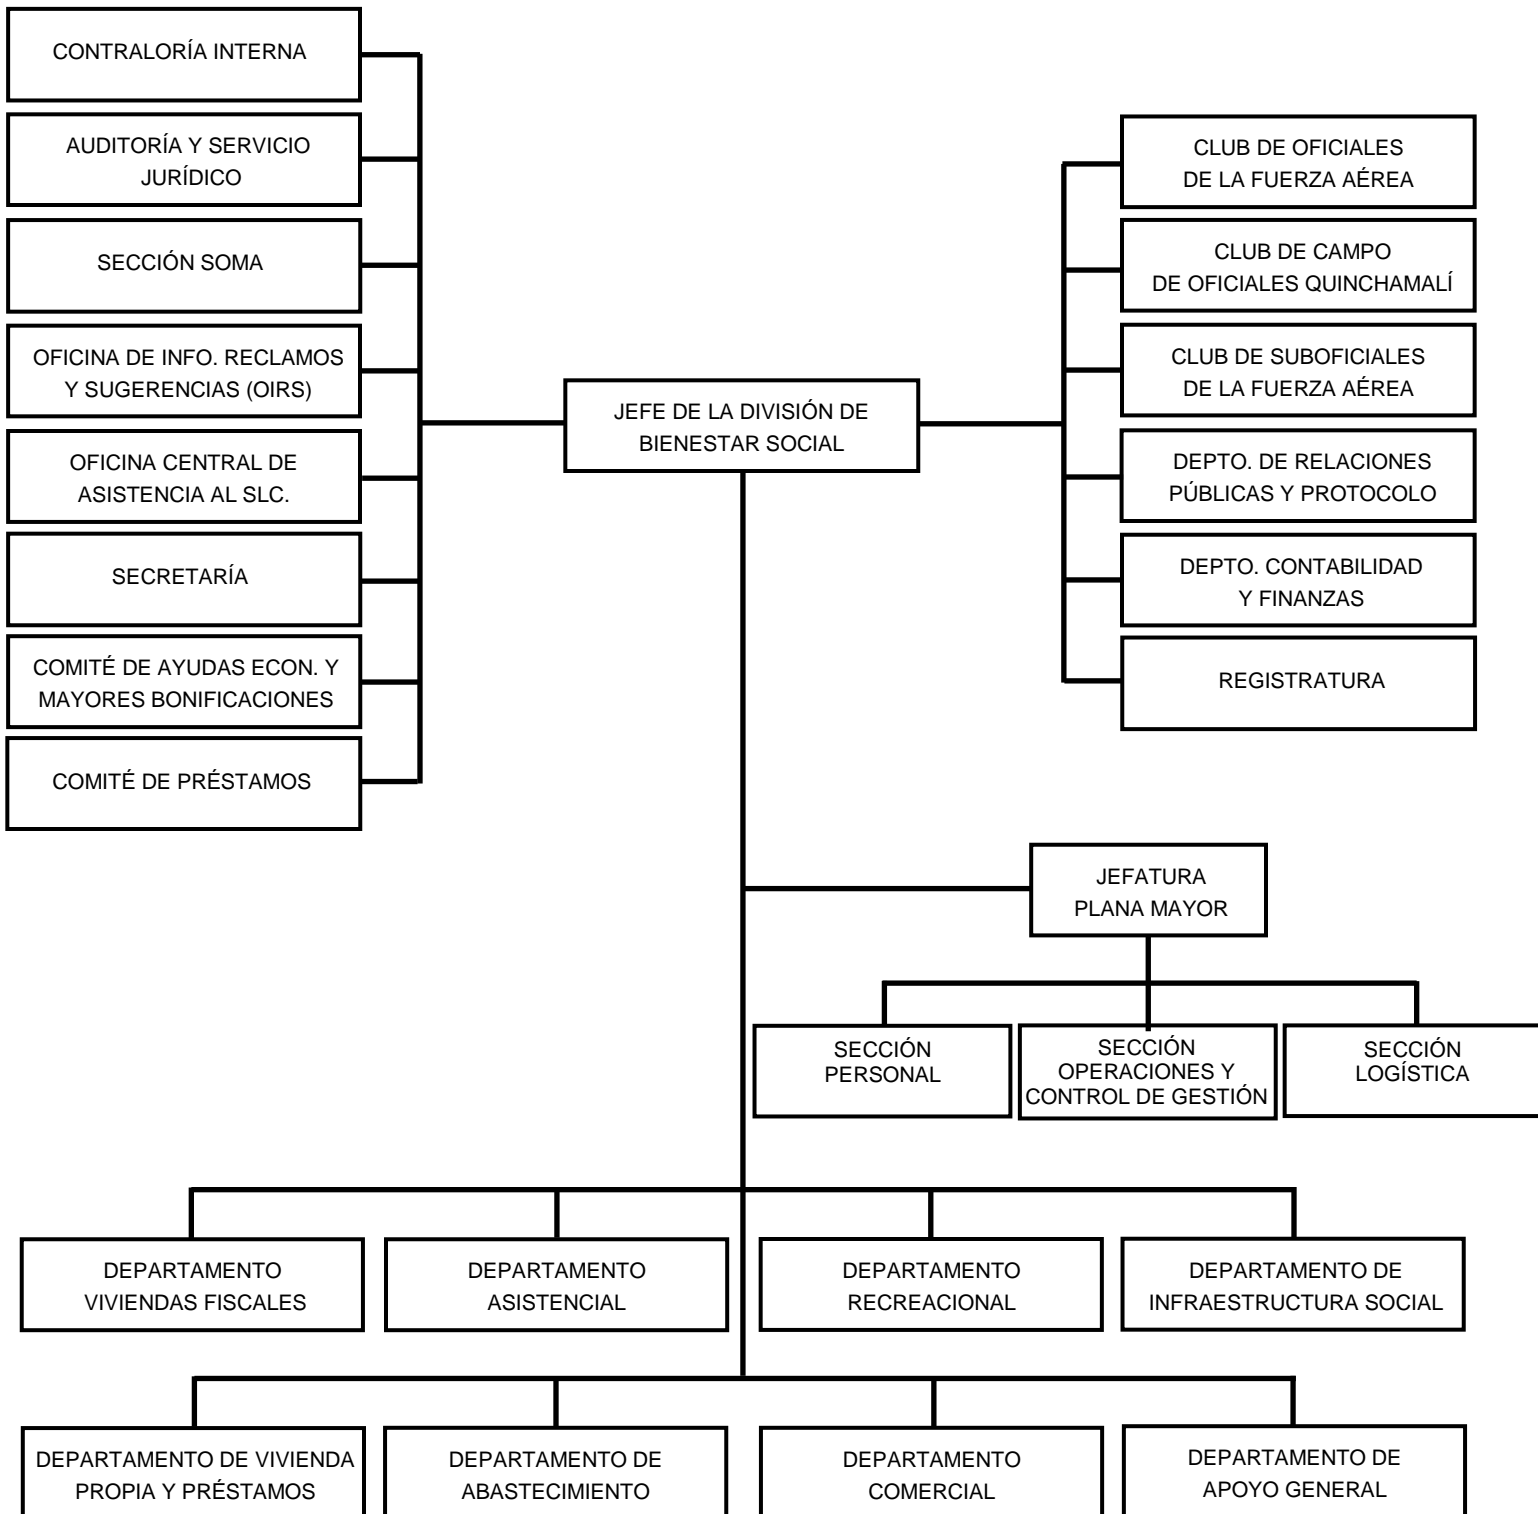 CONTRALORÍA INTERNA
AUDITORÍA Y SERVICIO
JURÍDICO
SECCIÓN SOMA
OFICINA DE INFO. RECLAMOS
Y SUGERENCIAS (OIRS)
OFICINA CENTRAL DE
ASISTENCIA AL SLC.
SECRETARÍA
COMITÉ DE AYUDAS ECON. Y
MAYORES BONIFICACIONES
COMITÉ DE PRÉSTAMOS
JEFE DE LA DIVISIÓN DE
BIENESTAR SOCIAL
CLUB DE OFICIALES
DE LA FUERZA AÉREA
CLUB DE CAMPO
DE OFICIALES QUINCHAMALÍ
CLUB DE SUBOFICIALES
DE LA FUERZA AÉREA
DEPTO. DE RELACIONES
PÚBLICAS Y PROTOCOLO
DEPTO. CONTABILIDAD
Y FINANZAS
REGISTRATURA
JEFATURA
PLANA MAYOR
SECCIÓN
PERSONAL
SECCIÓN
OPERACIONES Y
CONTROL DE GESTIÓN
SECCIÓN
LOGÍSTICA
DEPARTAMENTO
VIVIENDAS FISCALES
DEPARTAMENTO
ASISTENCIAL
DEPARTAMENTO
RECREACIONAL
DEPARTAMENTO DE
INFRAESTRUCTURA SOCIAL
DEPARTAMENTO DE VIVIENDA
PROPIA Y PRÉSTAMOS
DEPARTAMENTO DE
ABASTECIMIENTO
DEPARTAMENTO
COMERCIAL
DEPARTAMENTO DE
APOYO GENERAL